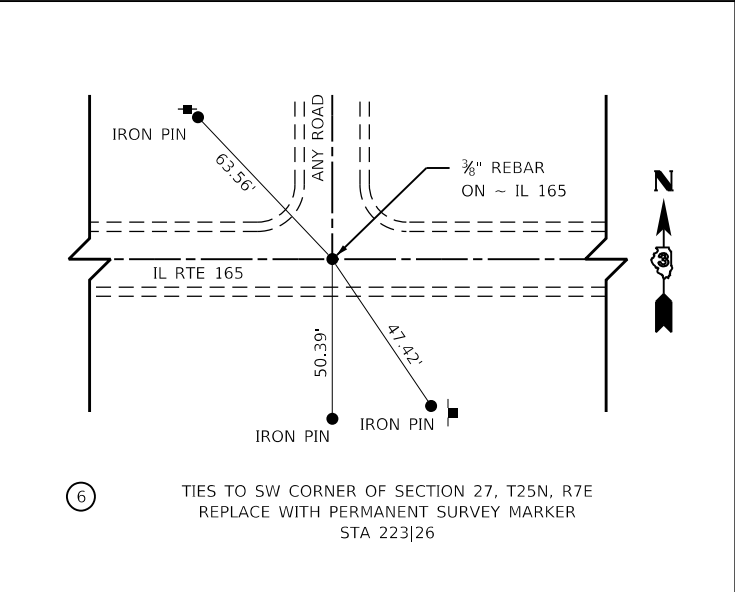 ANY ROAD
IRON PIN
63.56'
⅜" REBAR
ON ~ IL 165
N
3
IL RTE 165
50.39'
47.42'
IRON PIN
IRON PIN
6
TIES TO SW CORNER OF SECTION 27, T25N, R7E
REPLACE WITH PERMANENT SURVEY MARKER
STA 223|26